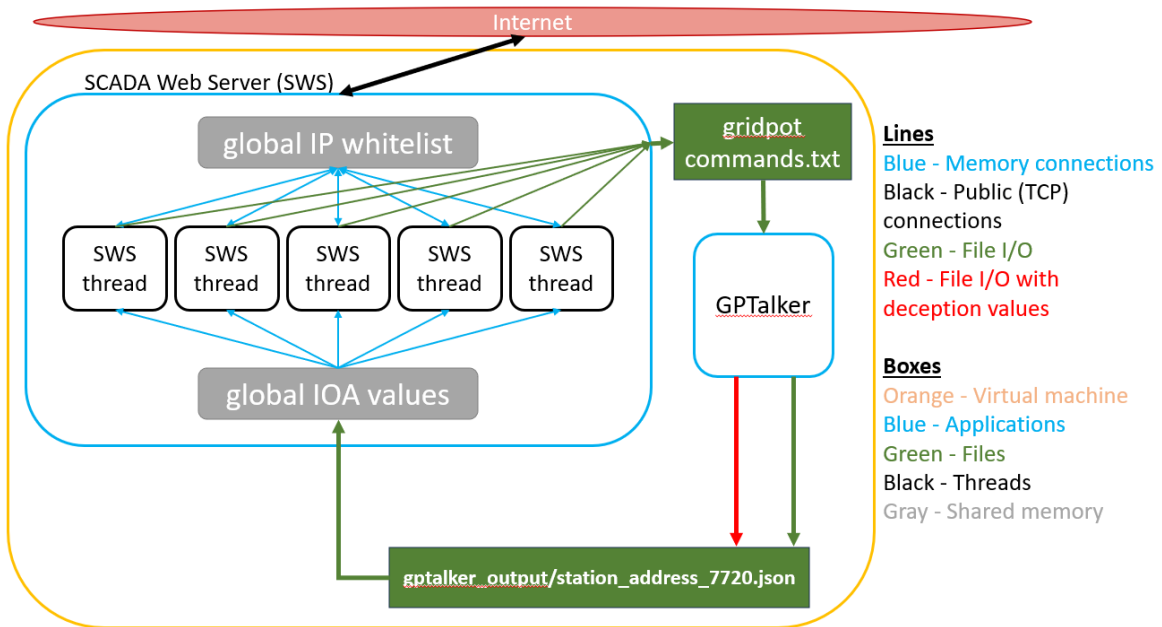 Internet
SCADA Web Server (SWS)
global IP whitelist
SWS
thread
SWS
thread
SWS
thread
SWS
thread
SWS
thread
global IOA values
gridpot
commands.txt
GPTalker
gptalker_output/station_address_7720.json
Lines
Blue - Memory connections
Black - Public (TCP)
connections
Green - File I/O
Red - File I/O with
deception values
Boxes
Orange - Virtual machine
Blue - Applications
Green - Files
Black - Threads
Gray - Shared memory